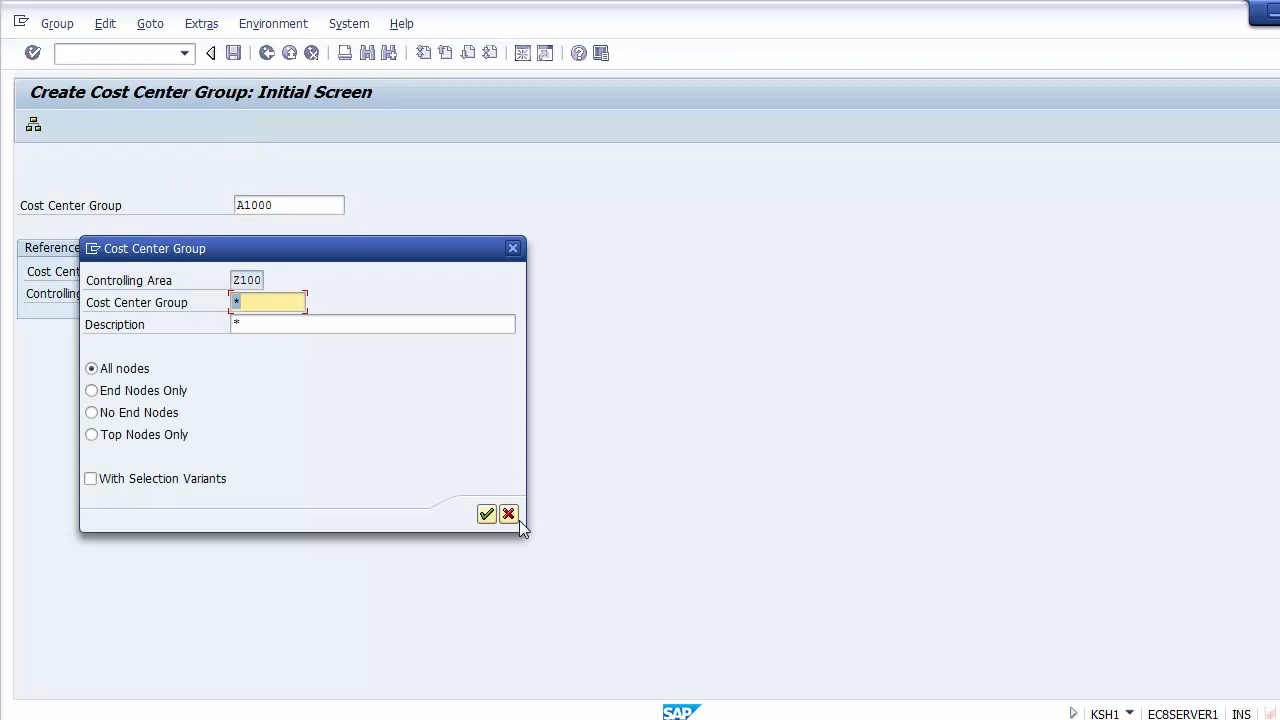 Group Edit Goto Extras Environment System Help
Create Cost Center Group: Initial Screen
Cost Center Group A1000
Reference
Cost Cent
Controlling
Cost Center Group
Controlling Area Z100
Cost Center Group *
Description *
All nodes
End Nodes Only
No End Nodes
Top Nodes Only
With Selection Variants
SAP KSH1 EC8SERVER1 INS